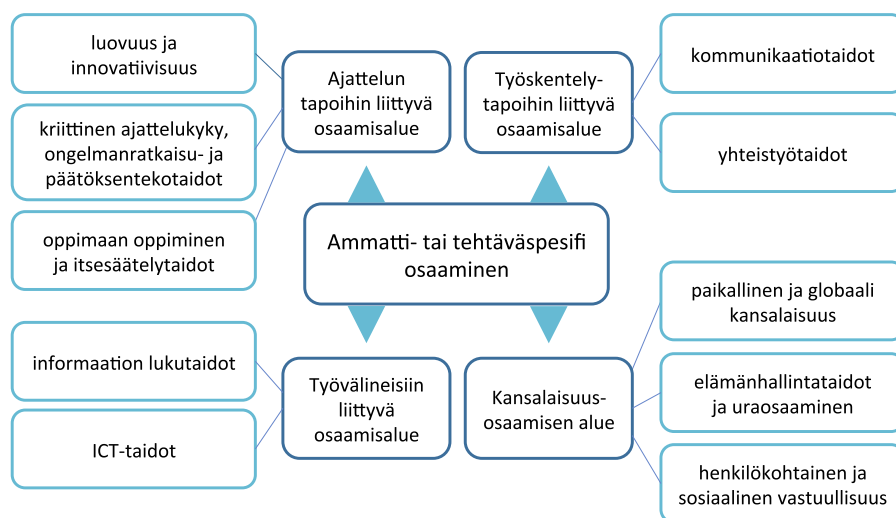 luovuus ja
innovatiivisuus
kriittinen ajattelukyky,
ongelmanratkaisu- ja
päätöksentekotaidot
oppimaan oppiminen
ja itsesäätelytaidot
Ajattelun
tapoihin liittyvä
osaamisalue
Työskentely-
tapoihin liittyvä
osaamisalue
kommunikaatiotaidot
yhteistyötaidot
Ammatti- tai tehtäväspesifi
osaaminen
informaation lukutaidot
ICT-taidot
Työvälineisiin
liittyvä
osaamisalue
Kansalaisuus-
osaamisen alue
paikallinen ja globaali
kansalaisuus
elämänhallintataidot
ja uraosaaminen
henkilökohtainen ja
sosiaalinen vastuullisuus